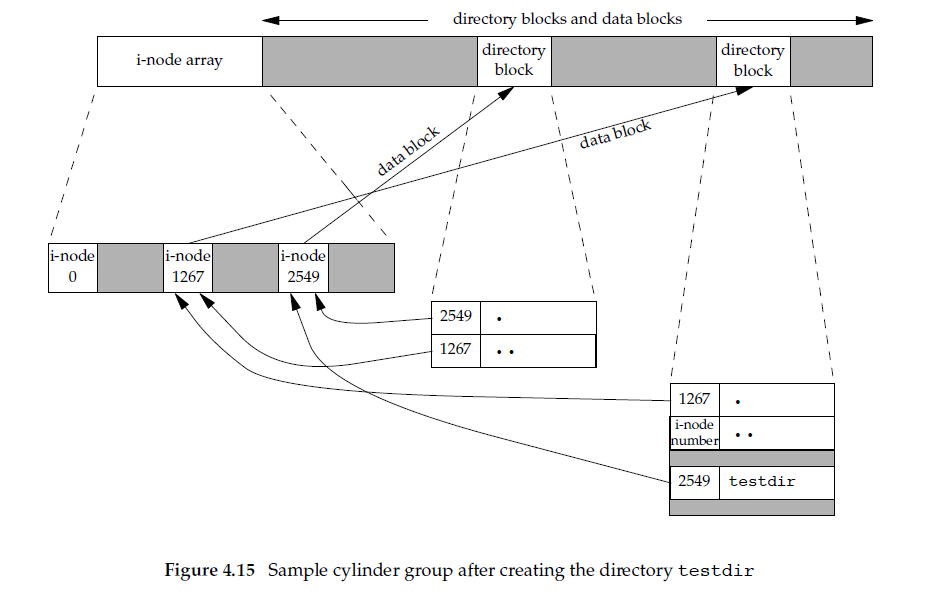 directory blocks and data blocks
i-node array
directory
block
directory
block
data block
data block
i-node
0
i-node
1267
i-node
2549
2549 .
1267 . .
1267 .
i-node
number . .
2549 testdir
Figure 4.15 Sample cylinder group after creating the directory testdir